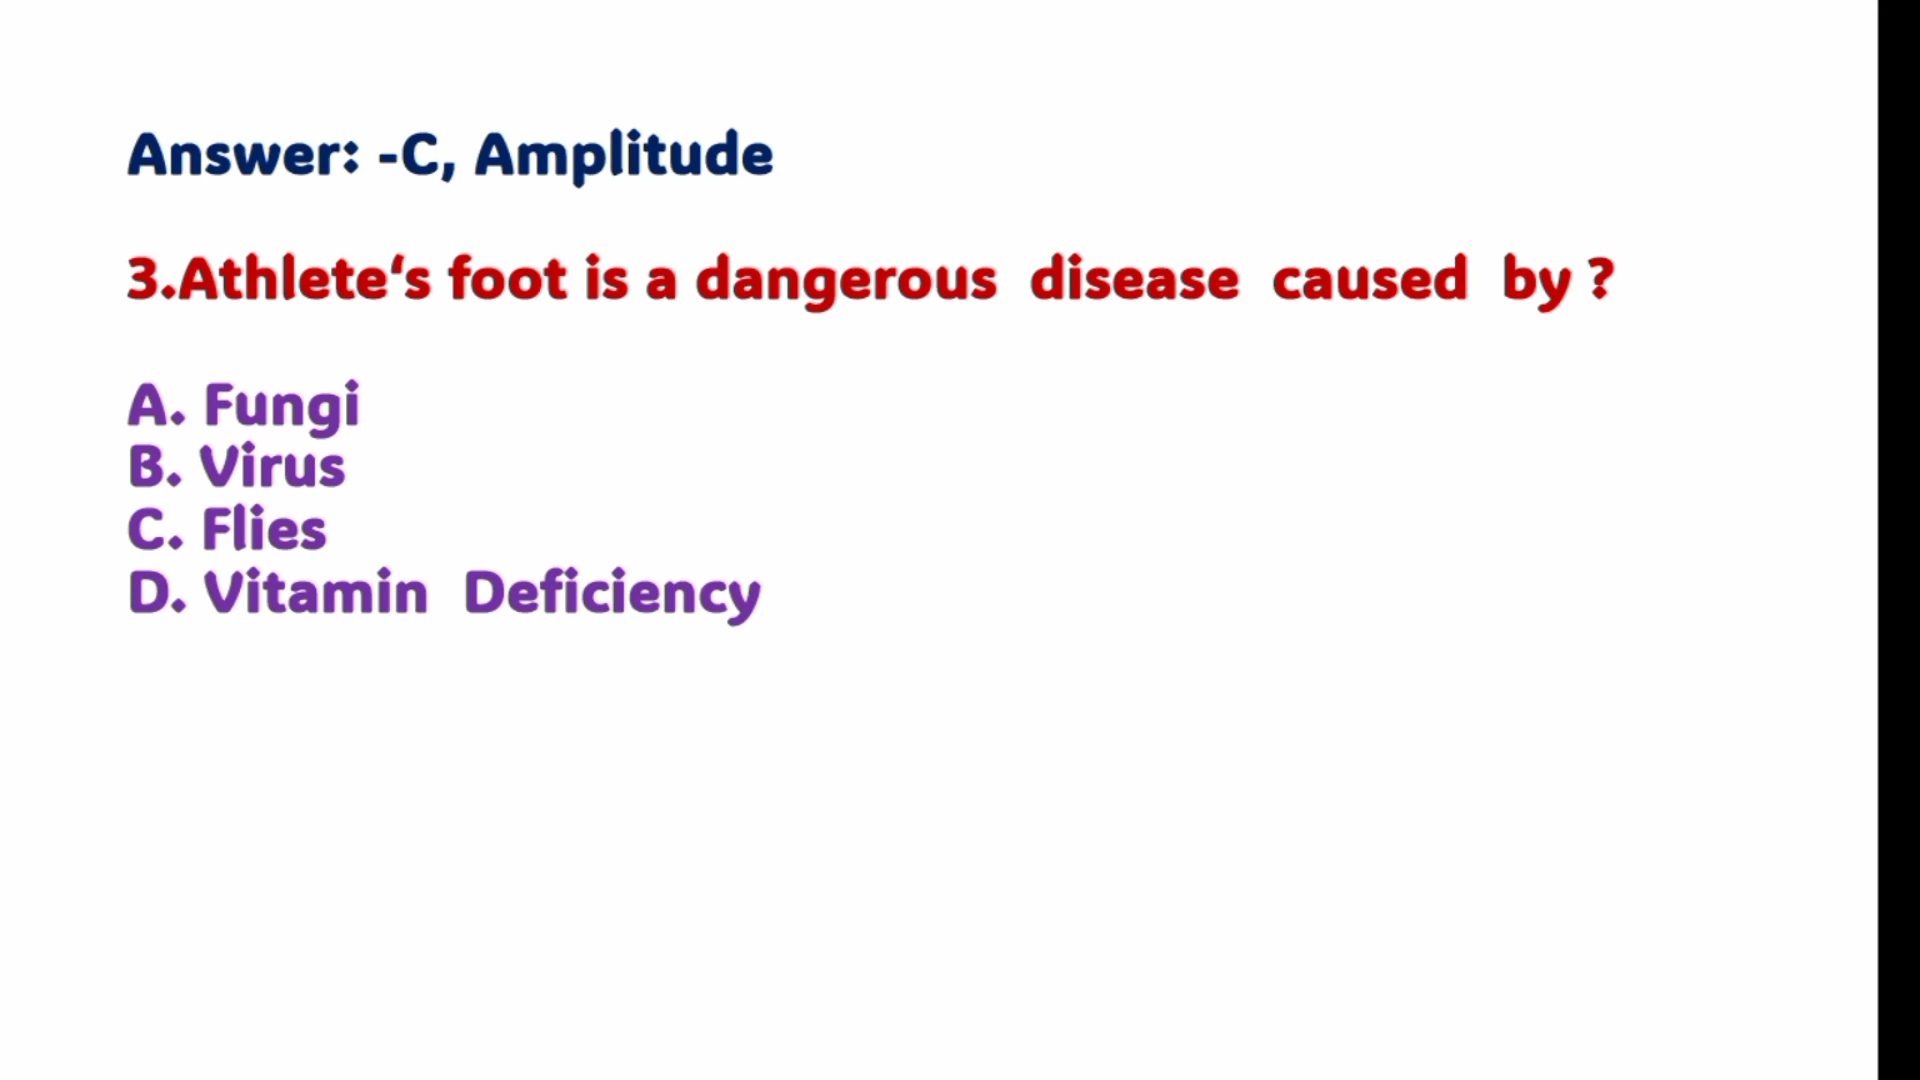 Answer: -C, Amplitude
3.Athlete‘s foot is a dangerous disease caused by ?
A. Fungi
B. Virus
C. Flies
D. Vitamin Deficiency